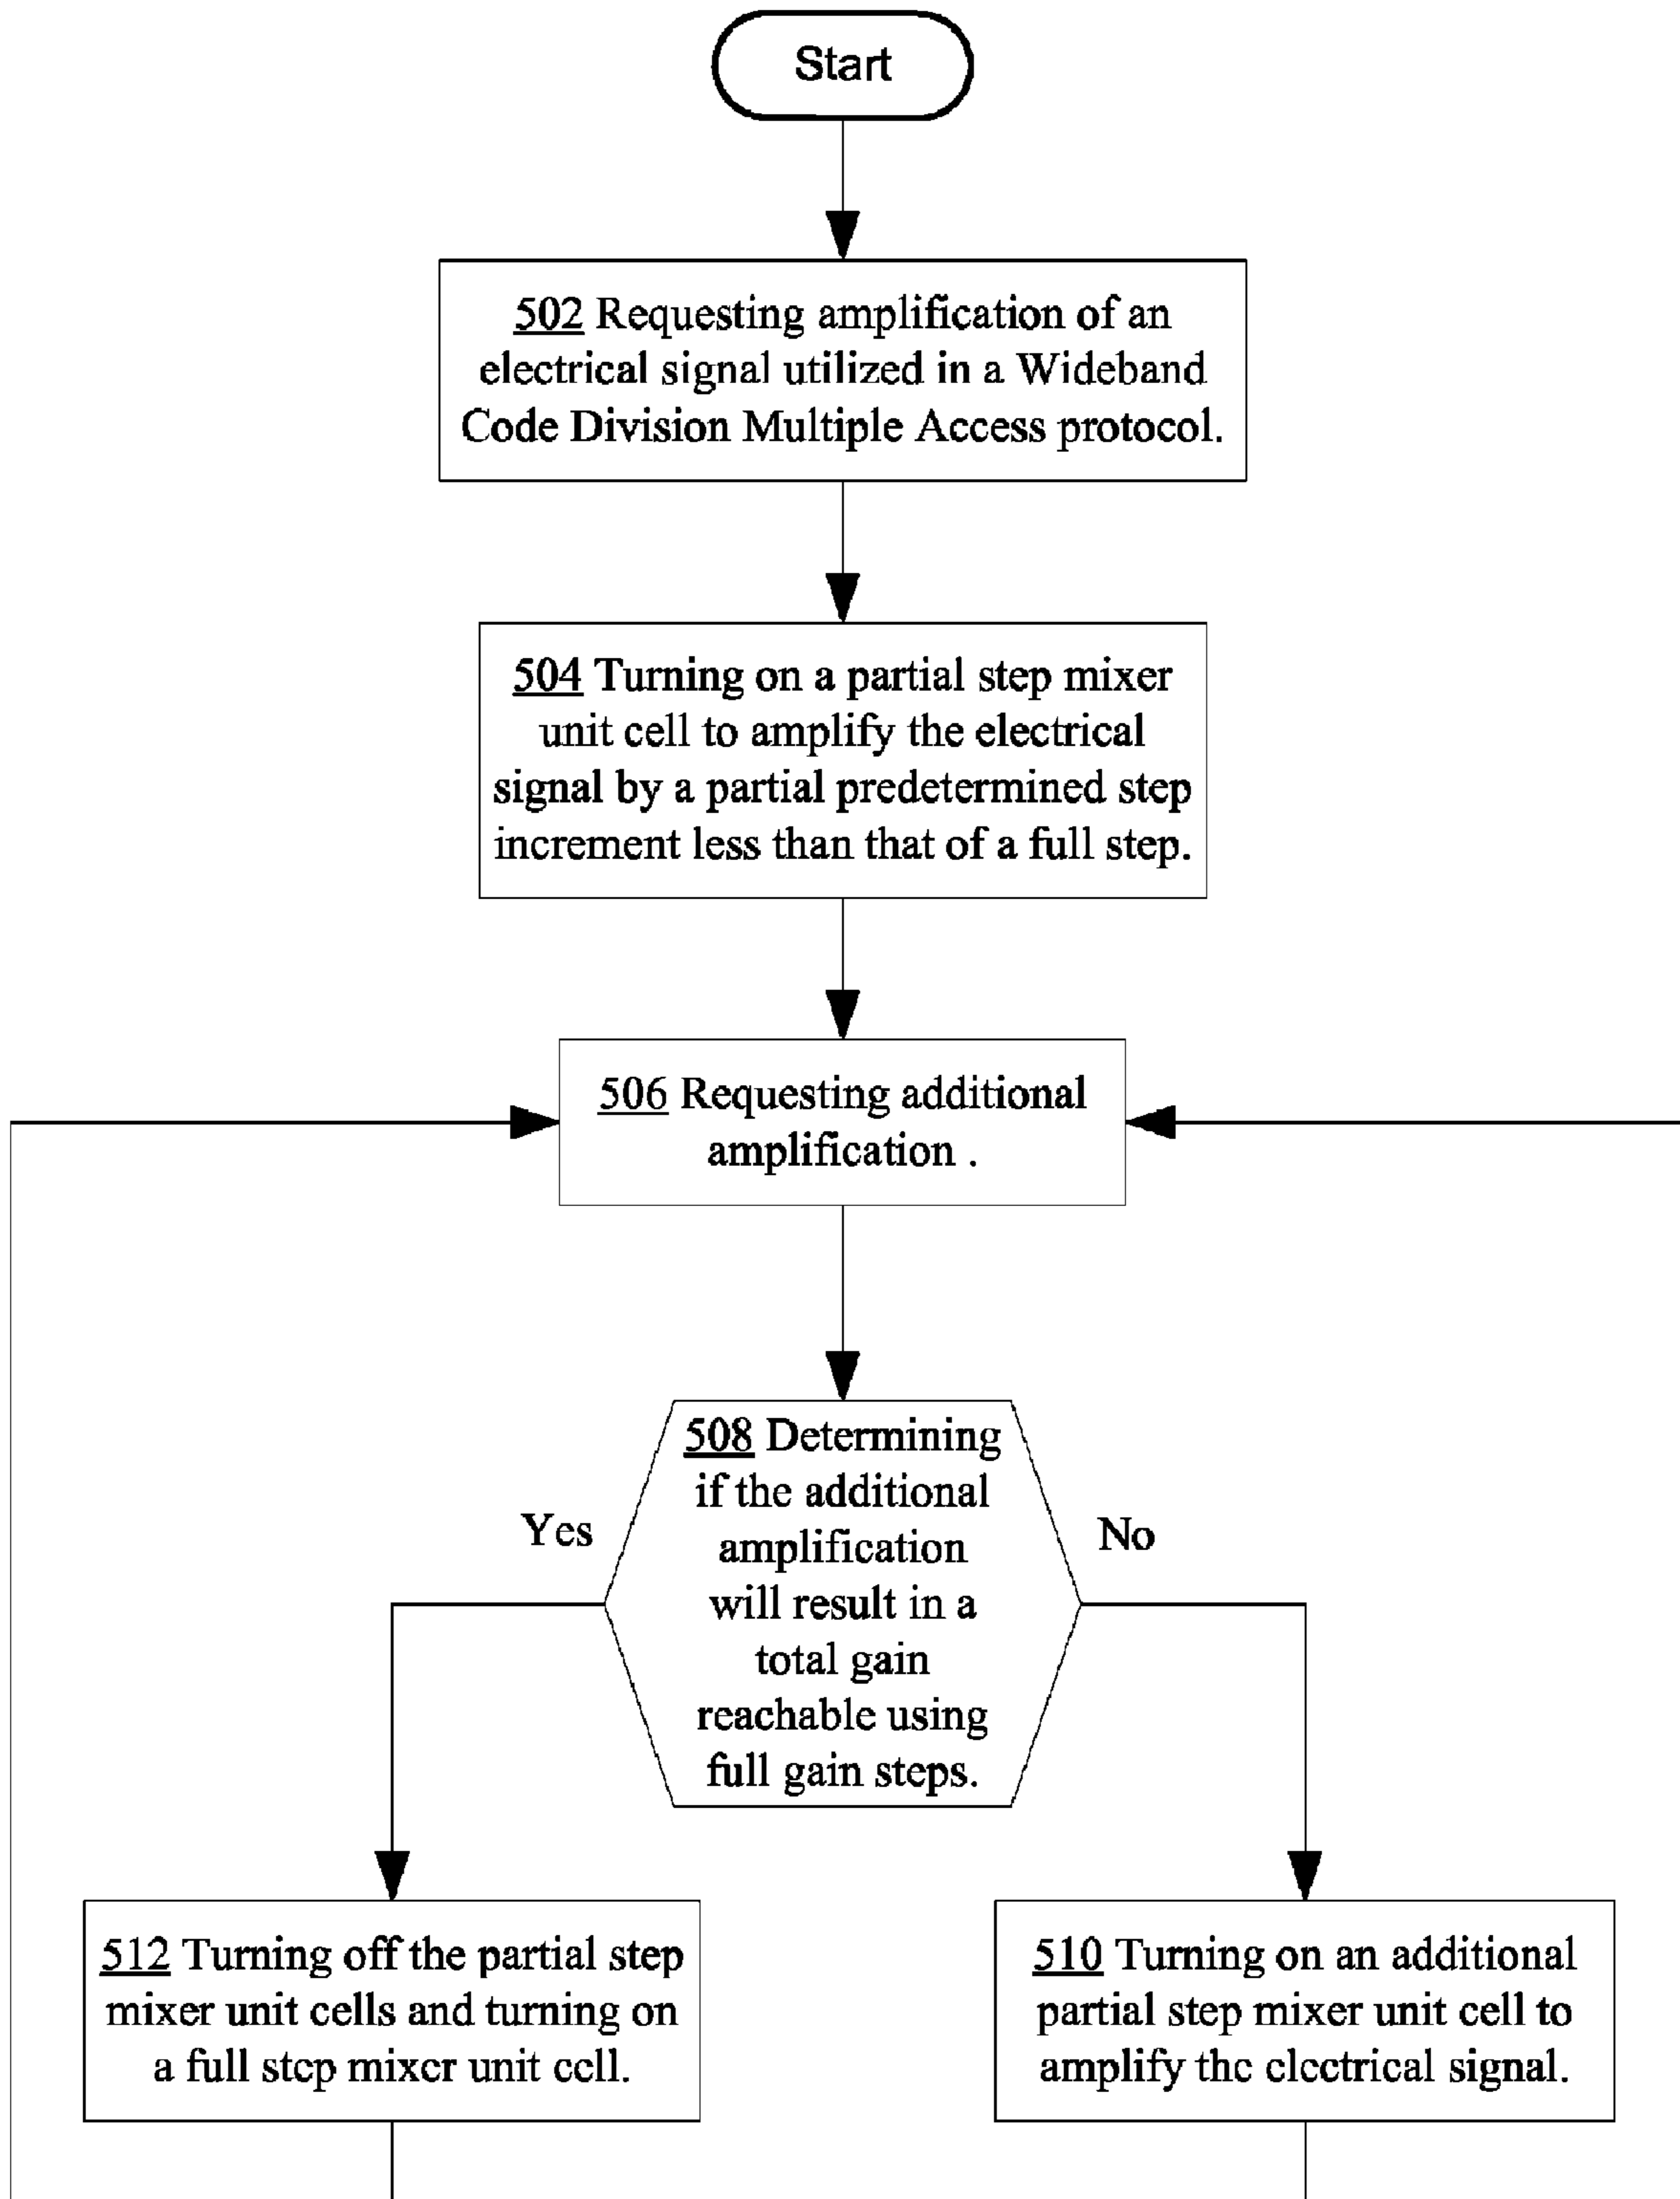 Start
502 Requesting amplification of an
electrical signal utilized in a Wideband
Code Division Multiple Access protocol.
504 Turning on a partial step mixer
unit cell to amplify the electrical
signal by a partial predetermined step
increment less than that of a full step.
506 Requesting additional
amplification .
508 Determining
if the additional
amplification
will result in a
total gain
reachable using
full gain steps.
Yes
No
512 Turning off the partial step
mixer unit cells and turning on
a full step mixer unit cell.
510 Turning on an additional
partial step mixer unit cell to
amplify the electrical signal.